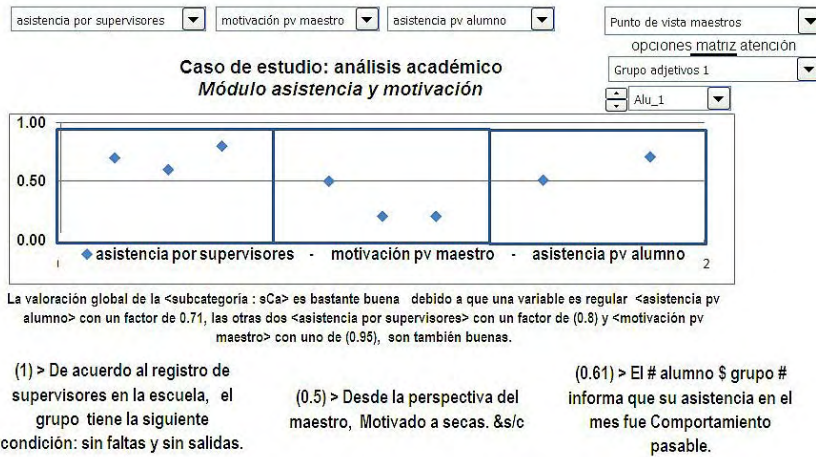 asistencia por supervisores motivación pv maestro asistencia pv alumno Punto de vista maestros
opciones matriz atención
Grupo adjetivos 1
Alu_1
Caso de estudio: análisis académico
Módulo asistencia y motivación
1.00
0.50
0.00
asistencia por supervisores - motivación pv maestro - asistencia pv alumno
2
La valoración global de la <subcategoria : sCa> es bastante buena debido a que una variable es regular <asistencia pv
alumno> con un factor de 0.71, las otras dos <asistencia por supervisores> con un factor de (0.8) y <motivación pv
maestro> con uno de (0.95), son también buenas.
(1) > De acuerdo al registro de
supervisores en la escuela, el
grupo tiene la siguiente
condición: sin faltas y sin salidas.
(0.5) > Desde la perspectiva del
maestro, Motivado a secas. &s/c
(0.61) > El # alumno $ grupo #
informa que su asistencia en el
mes fue Comportamiento
pasable.